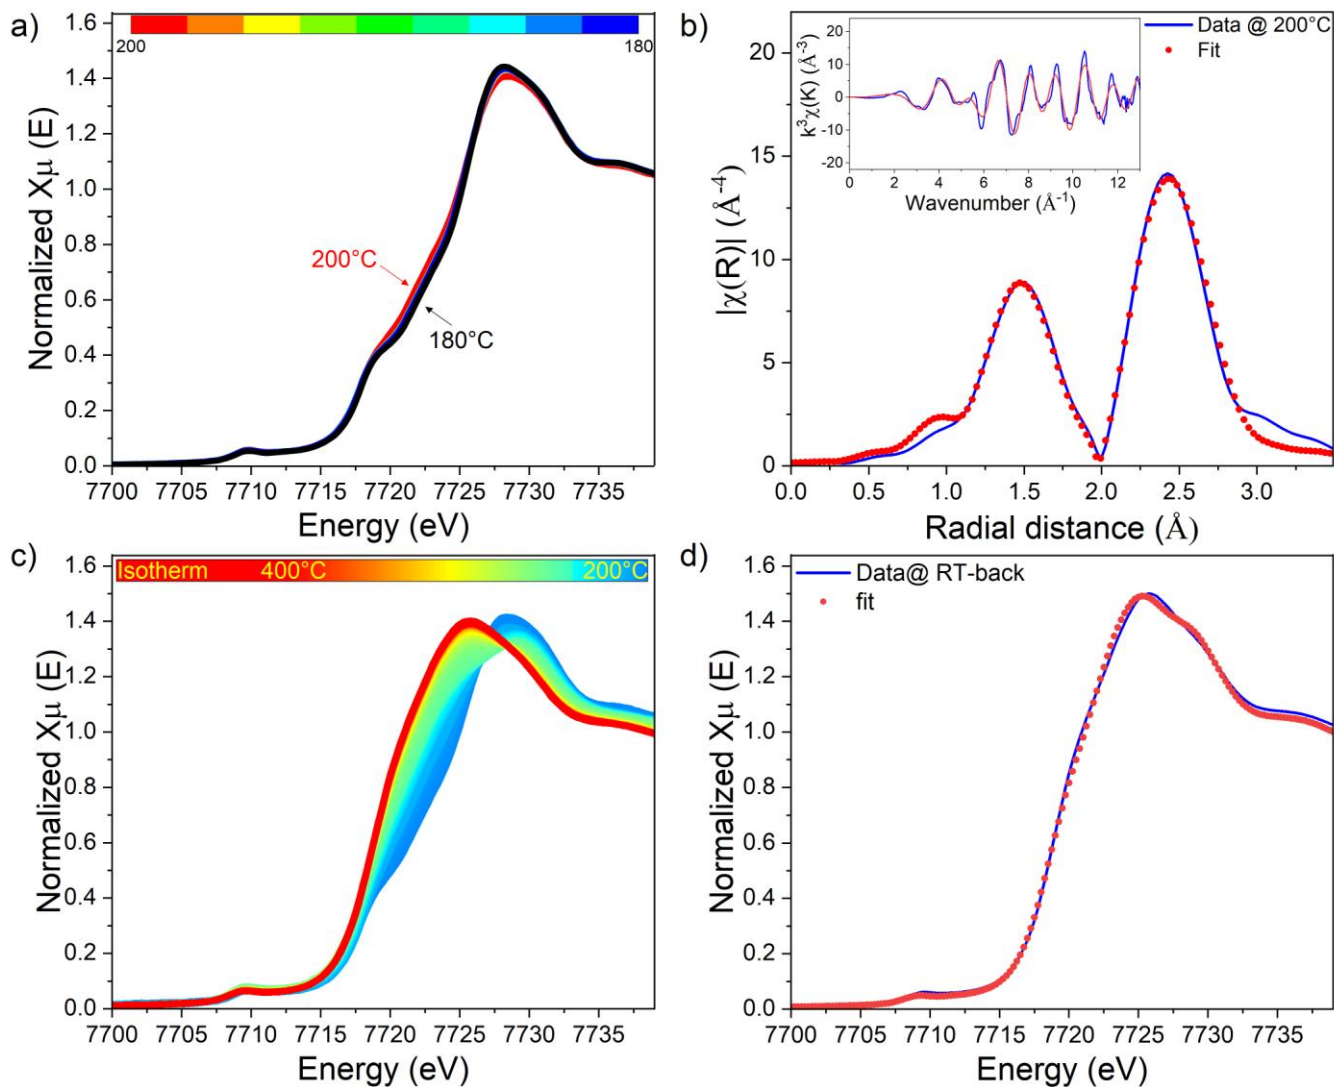 a)
1.6
1.4
1.2
1.0
0.8
0.6
0.4
0.2
0.0
Normalized Xμ (E)
200
180
200°C
180°C
7700 7705 7710 7715 7720 7725 7730 7735
Energy (eV)
b)
20
15
10
5
0
|χ(R)| (Å-4)
Data @ 200°C
Fit
20
10
0
-10
-20
k3χ(K) (Å-3)
0 2 4 6 8 10 12
Wavenumber (Å-1)
0.0 0.5 1.0 1.5 2.0 2.5 3.0
Radial distance (Å)
c)
1.6
1.4
1.2
1.0
0.8
0.6
0.4
0.2
0.0
Normalized Xμ (E)
Isotherm 400°C 200°C
7700 7705 7710 7715 7720 7725 7730 7735
Energy (eV)
d)
1.6
1.4
1.2
1.0
0.8
0.6
0.4
0.2
0.0
Normalized Xμ (E)
Data@ RT-back
fit
7700 7705 7710 7715 7720 7725 7730 7735
Energy (eV)